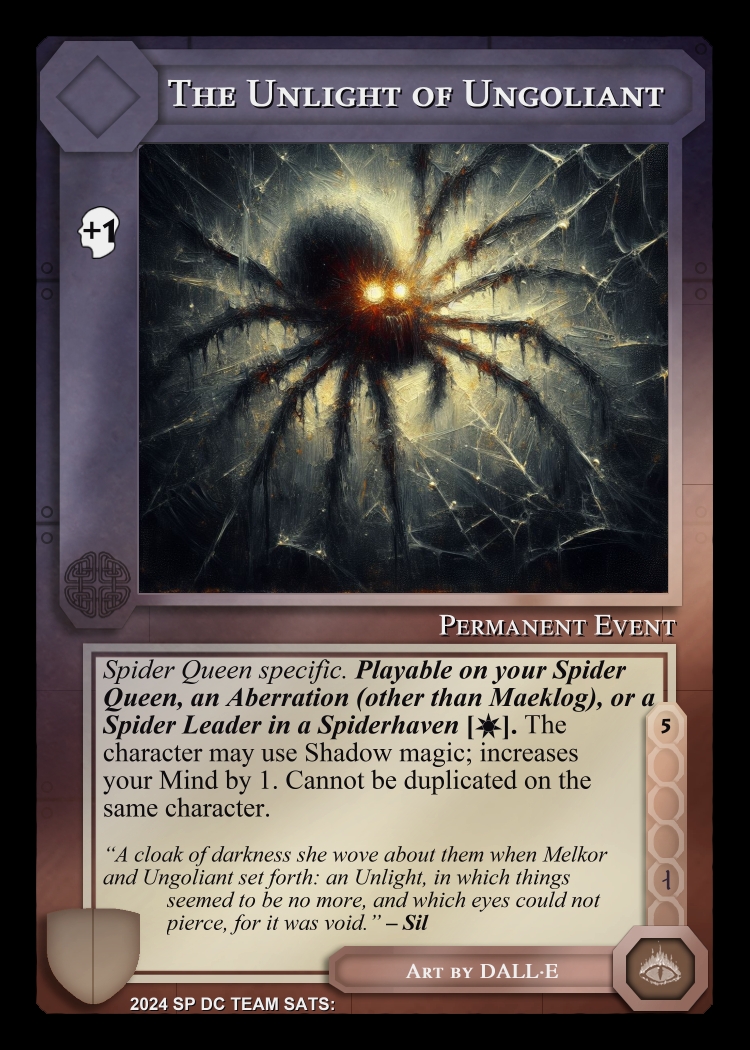 The Unlight of Ungoliant
+1
Permanent Event
Spider Queen specific. Playable on your Spider
Queen, an Aberration (other than Maeklog), or a
Spider Leader in a Spiderhaven [✷]. The
character may use Shadow magic; increases
your Mind by 1. Cannot be duplicated on the
same character.
5
“A cloak of darkness she wove about them when Melkor
and Ungoliant set forth: an Unlight, in which things
seemed to be no more, and which eyes could not
pierce, for it was void.” – Sil
Art by DALL·E
2024 SP DC TEAM SATS: